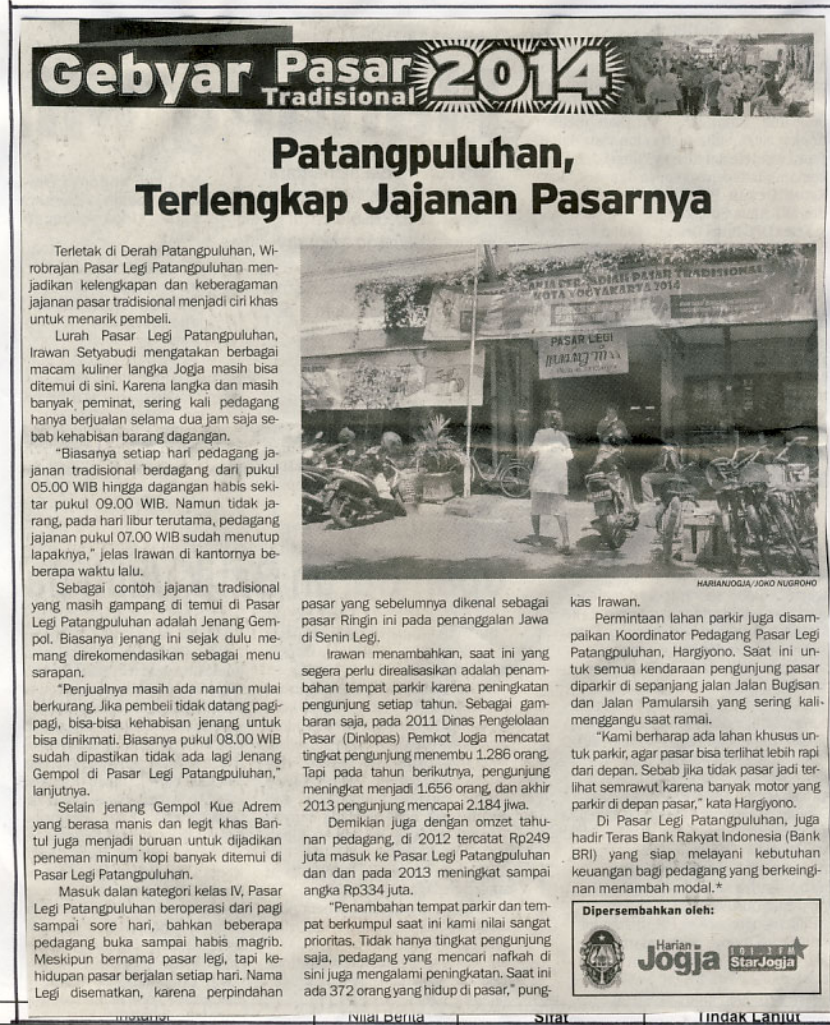 Gebyar Pasar Tradisional 2014
Patangpuluhan,
Terlengkap Jajanan Pasarnya
Terletak di Derah Patangpuluhan, Wi-
robrajan Pasar Legi Patangpuluhan men-
jadikan kelengkapan dan keberagaman
jajanan pasar tradisional menjadi ciri khas
untuk menarik pembeli.
Lurah Pasar Legi Patangpuluhan,
Irawan Setyabudi mengatakan berbagai
macam kuliner langka Jogja masih bisa
ditemui di sini. Karena langka dan masih
banyak peminat, sering kali pedagang
hanya berjualan selama dua jam saja se-
bab kehabisan barang dagangan.
"Biasanya setiap hari pedagang ja-
janan tradisional berdagang dari pukul
05.00 WIB hingga dagangan habis seki-
tar pukul 09.00 WIB. Namun tidak ja-
rang, pada hari libur terutama, pedagang
jajanan pukul 07.00 WIB sudah menutup
lapaknya," jelas Irawan di kantornya be-
berapa waktu lalu.
Sebagai contoh jajanan tradisional
yang masih gampang di temui di Pasar
Legi Patangpuluhan adalah Jenang Gem-
pol. Biasanya jenang ini sejak dulu me-
mang direkomendasikan sebagai menu
sarapan.
"Penjualnya masih ada namun mulai
berkurang. Jika pembeli tidak datang pagi-
pagi, bisa-bisa kehabisan jenang untuk
bisa dinikmati. Biasanya pukul 08.00 WIB
sudah dipastikan tidak ada lagi Jenang
Gempol di Pasar Legi Patangpuluhan,"
lanjutnya.
Selain jenang Gempol Kue Adrem
yang berasa manis dan legit khas Ban-
tul juga menjadi buruan untuk dijadikan
peneman minum kopi banyak ditemui di
Pasar Legi Patangpuluhan.
Masuk dalan kategori kelas IV, Pasar
Legi Patangpuluhan beroperasi dari pagi
sampai sore hari, bahkan beberapa
pedagang buka sampai habis magrib.
Meskipun bernama pasar legi, tapi ke-
hidupan pasar berjalan setiap hari. Nama
Legi disematkan, karena perpindahan
PASAR TRADISIONAL
KOTA YOGYAKARTA 2014
PASAR LEGI
HARIANJOGJA/JOKO NUGROHO
pasar yang sebelumnya dikenal sebagai
pasar Ringin ini pada penanggalan Jawa
di Senin Legi.
Irawan menambahkan, saat ini yang
segera perlu direalisasikan adalah penam-
bahan tempat parkir karena peningkatan
pengunjung setiap tahun. Sebagai gam-
baran saja, pada 2011 Dinas Pengelolaan
Pasar (Dinlopas) Pemkot Jogja mencatat
tingkat pengunjung menembu 1.286 orang.
Tapi pada tahun berikutnya, pengunjung
meningkat menjadi 1.656 orang, dan akhir
2013 pengunjung mencapai 2.184 jiwa.
Demikian juga dengan omzet tahu-
nan pedagang, di 2012 tercatat Rp249
juta masuk ke Pasar Legi Patangpuluhan
dan dan pada 2013 meningkat sampai
angka Rp334 juta.
"Penambahan tempat parkir dan tem-
pat berkumpul saat ini kami nilai sangat
prioritas. Tidak hanya tingkat pengunjung
saja, pedagang yang mencari nafkah di
sini juga mengalami peningkatan. Saat ini
ada 372 orang yang hidup di pasar," pung-
kas Irawan.
Permintaan lahan parkir juga disam-
paikan Koordinator Pedagang Pasar Legi
Patangpuluhan, Hargiyono. Saat ini un-
tuk semua kendaraan pengunjung pasar
diparkir di sepanjang jalan Jalan Bugisan
dan Jalan Pamularsih yang sering kali
menggangu saat ramai.
"Kami berharap ada lahan khusus un-
tuk parkir, agar pasar bisa terlihat lebih rapi
dari depan. Sebab jika tidak pasar jadi ter-
lihat semrawut karena banyak motor yang
parkir di depan pasar," kata Hargiyono.
Di Pasar Legi Patangpuluhan, juga
hadir Teras Bank Rakyat Indonesia (Bank
BRI) yang siap melayani kebutuhan
keuangan bagi pedagang yang berkeingi-
nan menambah modal.*
Dipersembahkan oleh:
Harian
Jogja
101.3 FM
StarJogja
Instansi
Nilai Berita
Sifat
Tindak Lanjut